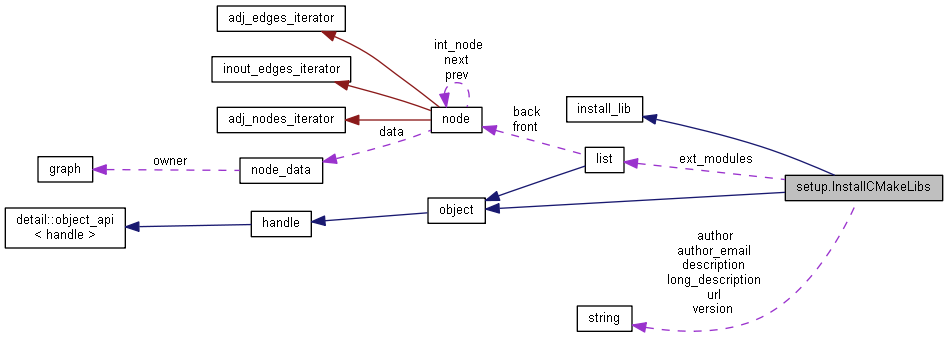 adj_edges_iterator
int_node
next
prev
inout_edges_iterator
adj_nodes_iterator
node
back
front
install_lib
data
graph
owner
node_data
list
ext_modules
setup.InstallCMakeLibs
detail::object_api
< handle >
handle
object
author
author_email
description
long_description
url
version
string